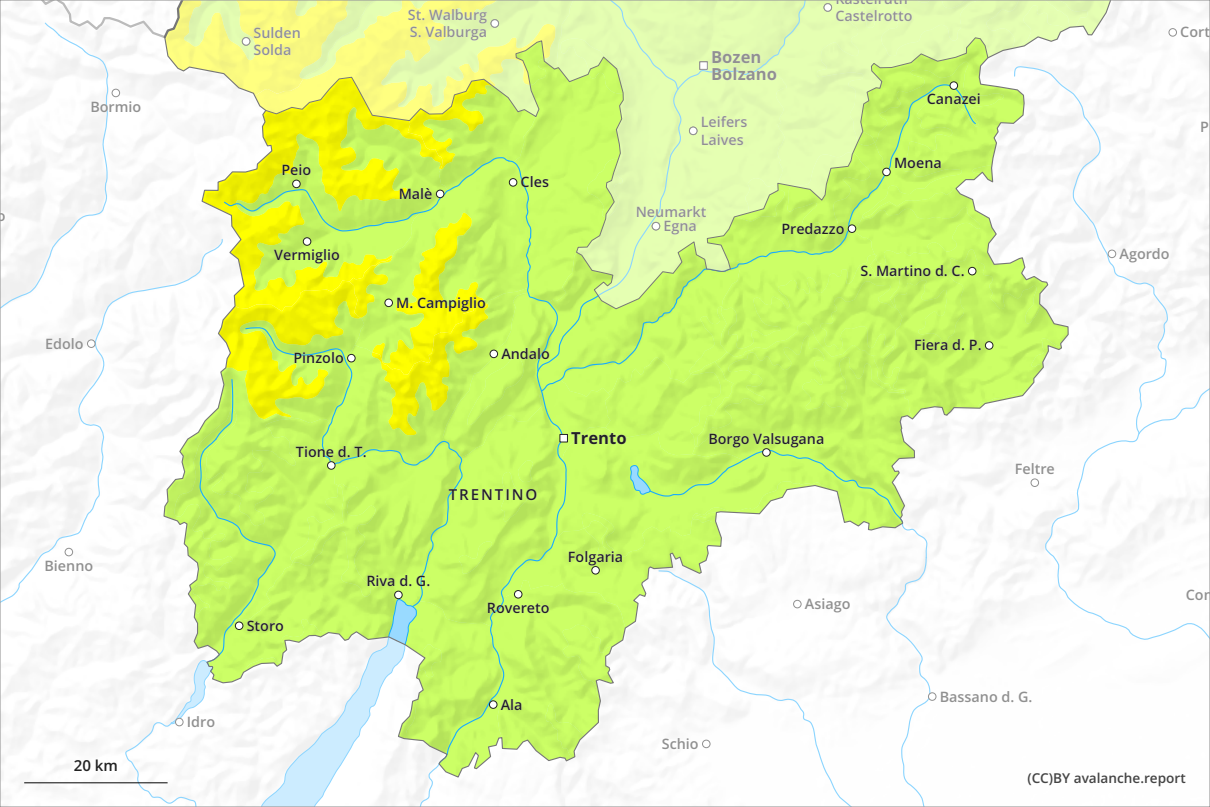 Kastelruth
Castelrotto
St. Walburg
S. Valburga
Sulden
Solda
Cort
Bozen
Bolzano
Bormio
Canazei
Leifers
Laives
Moena
Peio
Malè
Cles
Neumarkt
Egna
Predazzo
Vermiglio
Agordo
S. Martino d. C.
M. Campiglio
Edolo
Fiera d. P.
Pinzolo
Andalo
Trento
Borgo Valsugana
Tione d. T.
Feltre
TRENTINO
Folgaria
Bienno
Riva d. G.
Rovereto
Asiago
Cor
Storo
Bassano d. G.
Ala
Idro
Schio
20 km
(CC)BY avalanche.report